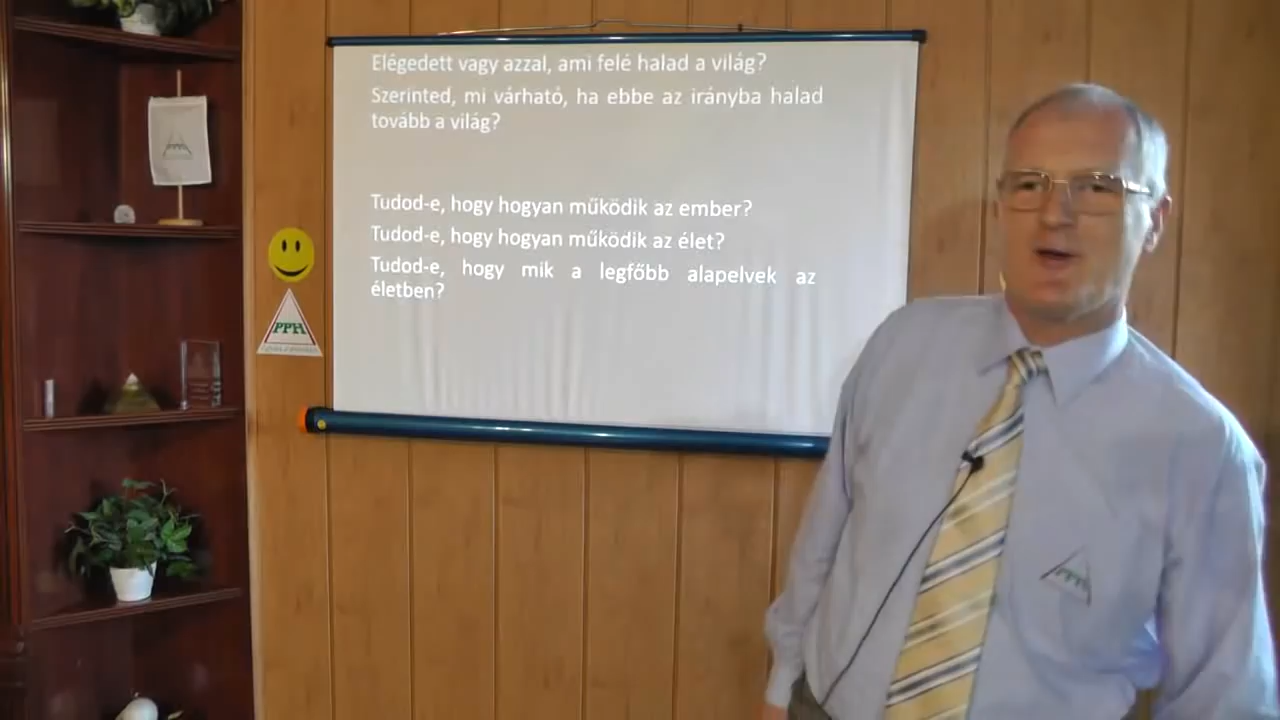 Elégedett vagy azzal, ami felé halad a világ?
Szerinted, mi várható, ha ebbe az irányba halad
tovább a világ?
Tudod-e, hogy hogyan működik az ember?
Tudod-e, hogy hogyan működik az élet?
Tudod-e, hogy mik a legfőbb alapelvek az
életben?
PPH
PPH